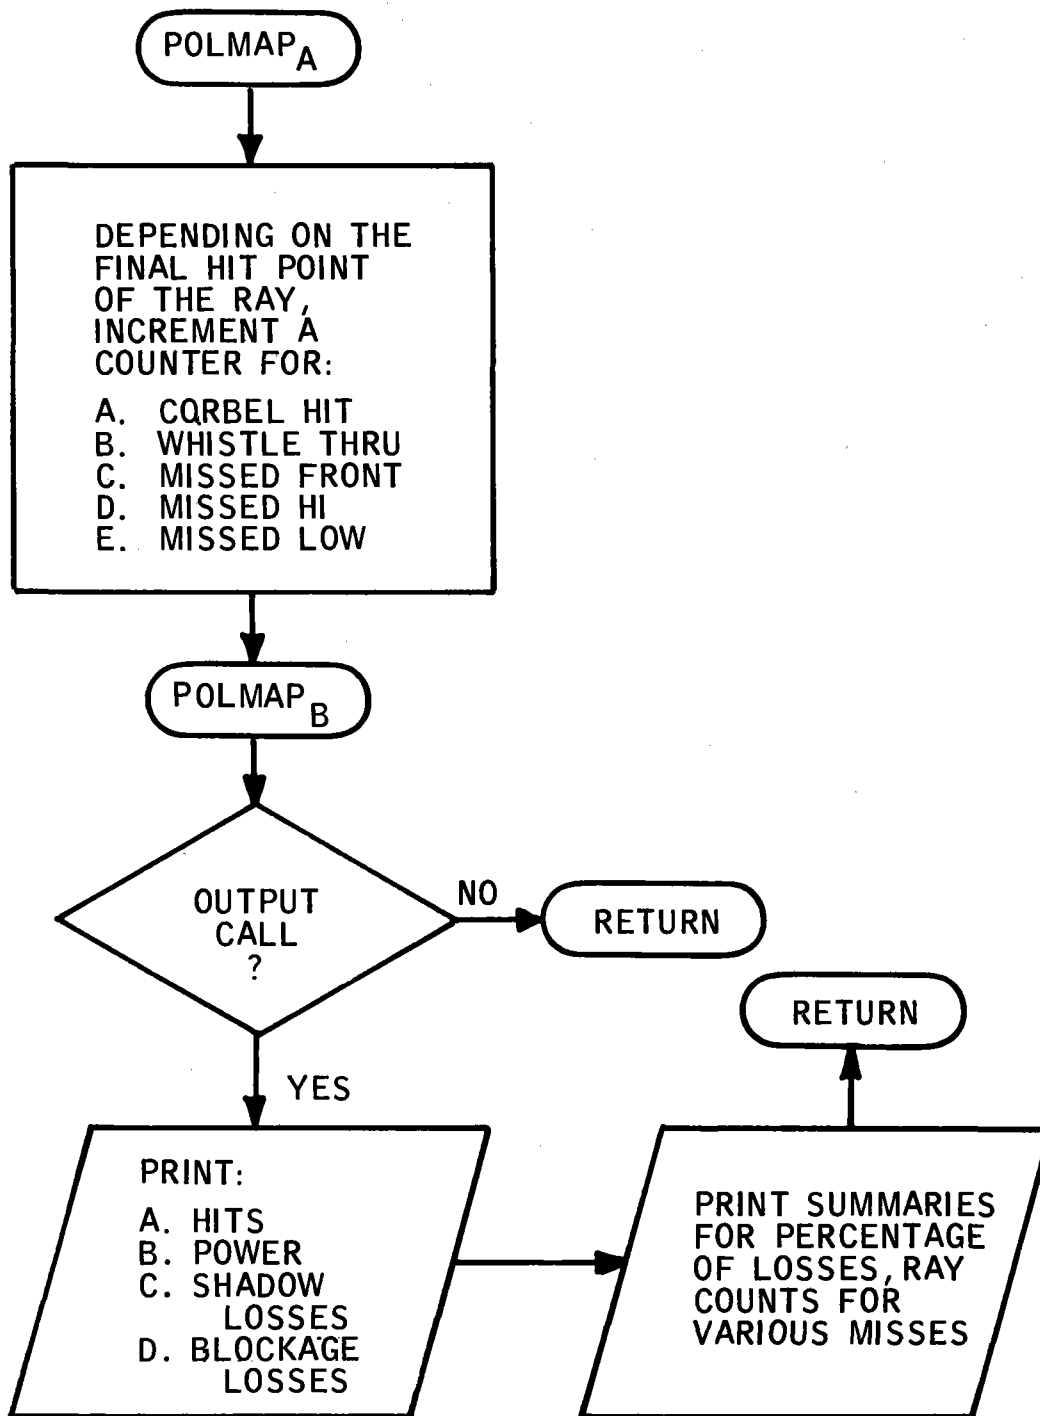 POLMAP A
DEPENDING ON THE
FINAL HIT POINT
OF THE RAY,
INCREMENT A
COUNTER FOR:
A. CORBEL HIT
B. WHISTLE THRU
C. MISSED FRONT
D. MISSED HI
E. MISSED LOW
POLMAP B
OUTPUT
CALL
?
NO
RETURN
RETURN
YES
PRINT:
A. HITS
B. POWER
C. SHADOW
LOSSES
D. BLOCKAGE
LOSSES
PRINT SUMMARIES
FOR PERCENTAGE
OF LOSSES, RAY
COUNTS FOR
VARIOUS MISSES